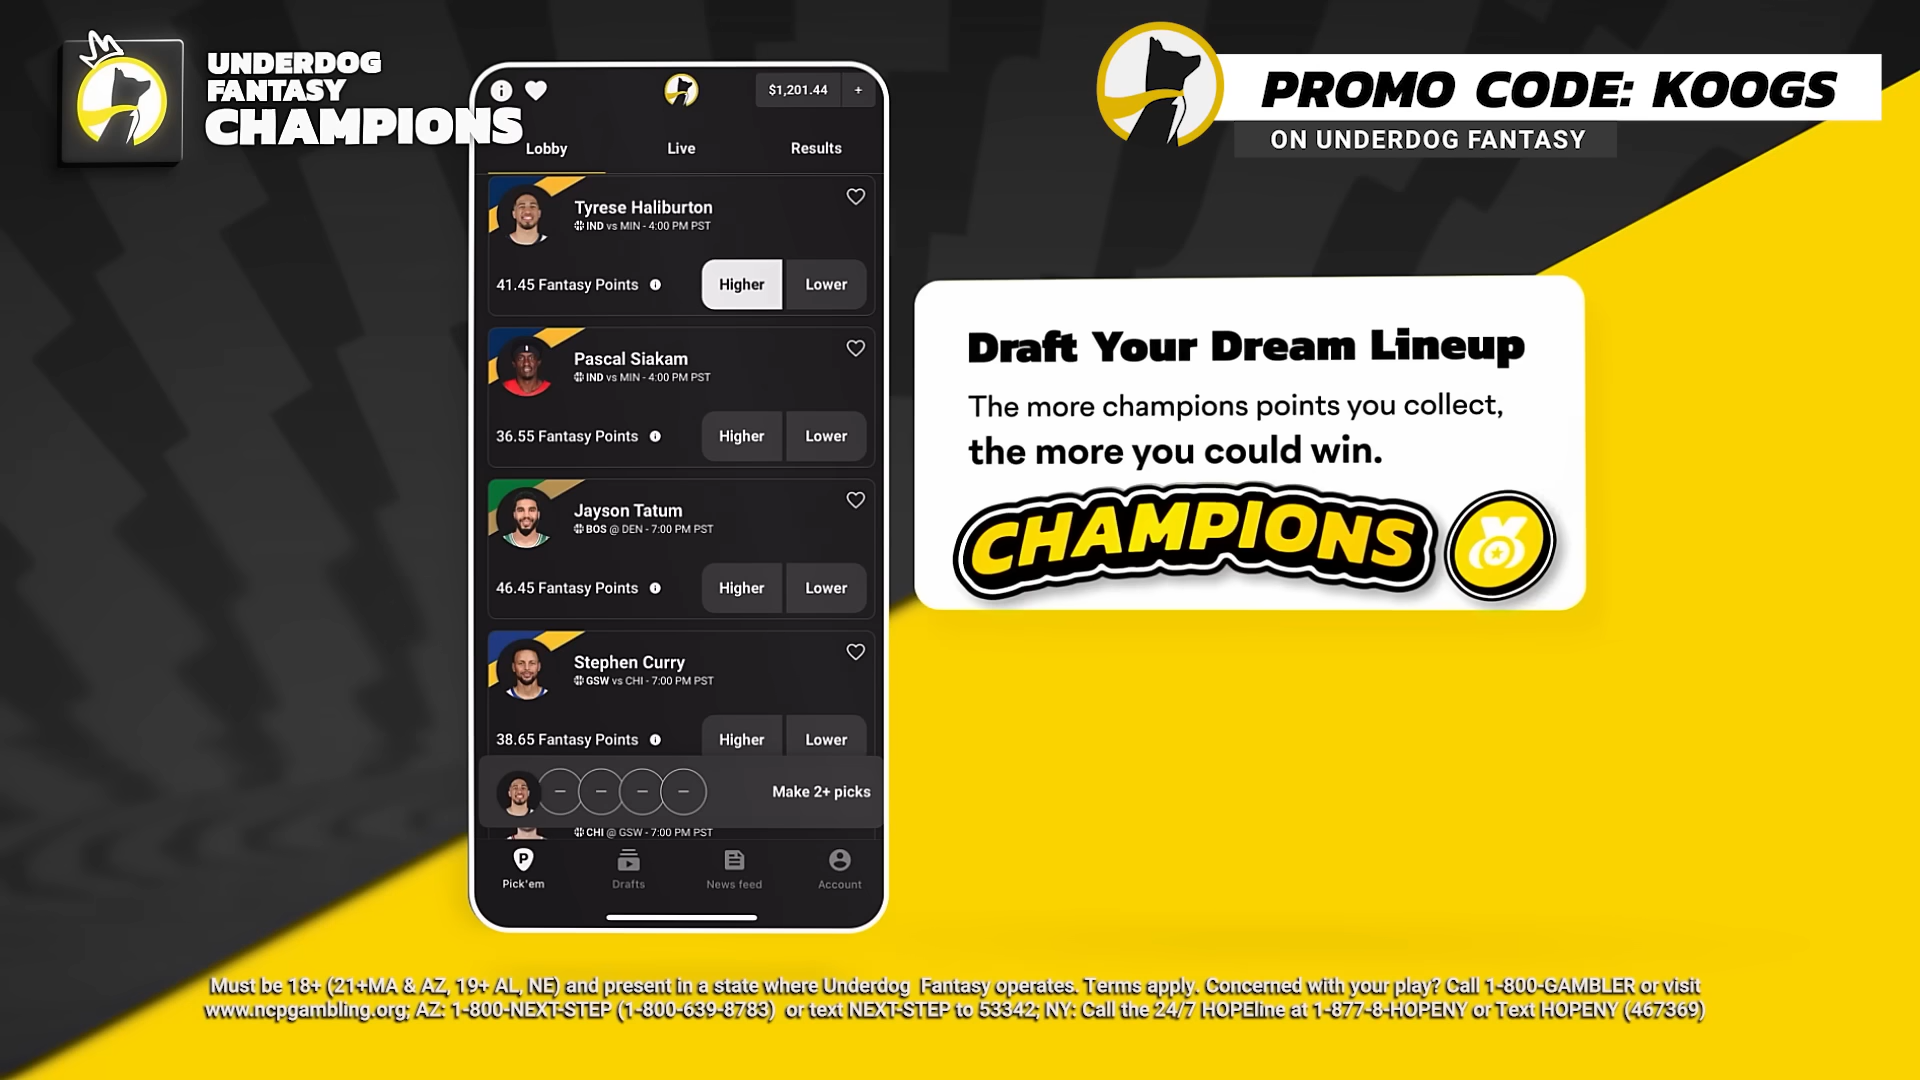 UNDERDOG
FANTASY
CHAMPIONS
PROMO CODE: KOOGS
ON UNDERDOG FANTASY
$1,201.44 +
Lobby Live Results
Tyrese Haliburton
IND vs MIN - 4:00 PM PST
41.45 Fantasy Points Higher Lower
Pascal Siakam
IND vs MIN - 4:00 PM PST
36.55 Fantasy Points Higher Lower
Jayson Tatum
BOS @ DEN - 7:00 PM PST
46.45 Fantasy Points Higher Lower
Stephen Curry
GSW vs CHI - 7:00 PM PST
38.65 Fantasy Points Higher Lower
Make 2+ picks
CHI @ GSW - 7:00 PM PST
P
Pick'em Drafts News feed Account
Draft Your Dream Lineup
The more champions points you collect,
the more you could win.
CHAMPIONS
Must be 18+ (21+MA & AZ, 19+ AL, NE) and present in a state where Underdog Fantasy operates. Terms apply. Concerned with your play? Call 1-800-GAMBLER or visit
www.ncpgambling.org; AZ: 1-800-NEXT-STEP (1-800-639-8783) or text NEXT-STEP to 53342; NY: Call the 24/7 HOPEline at 1-877-8-HOPENY or Text HOPENY (467369)